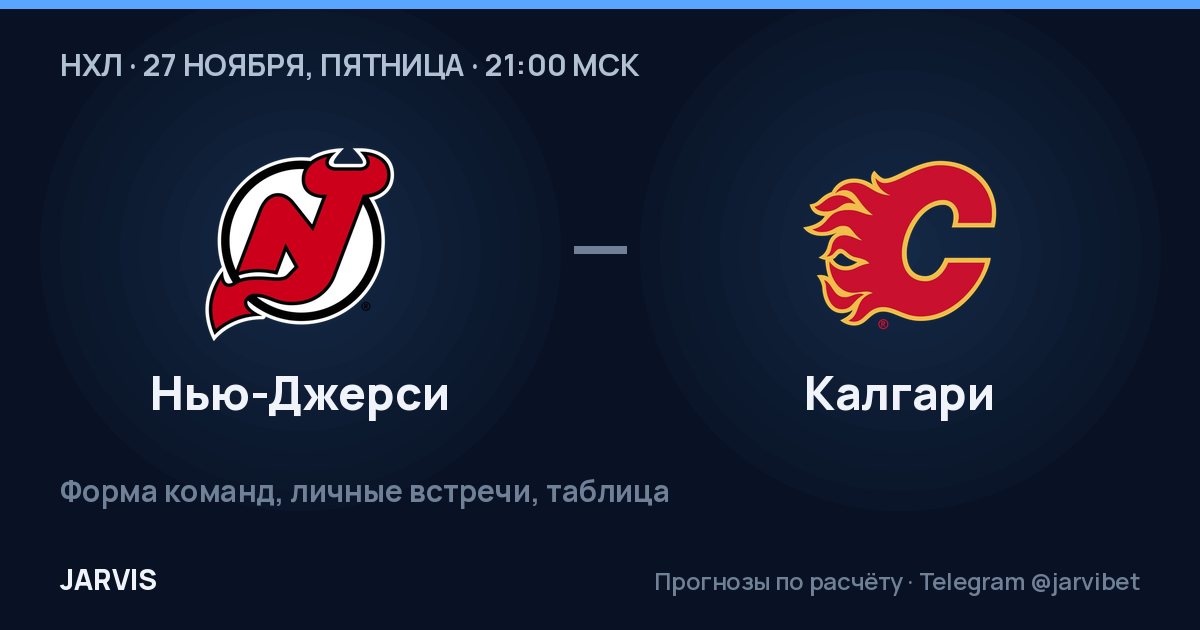 НХЛ · 27 НОЯБРЯ, ПЯТНИЦА · 21:00 МСК
Нью-Джерси — Калгари
Форма команд, личные встречи, таблица
JARVIS
Прогнозы по расчёту · Telegram @jarvibet